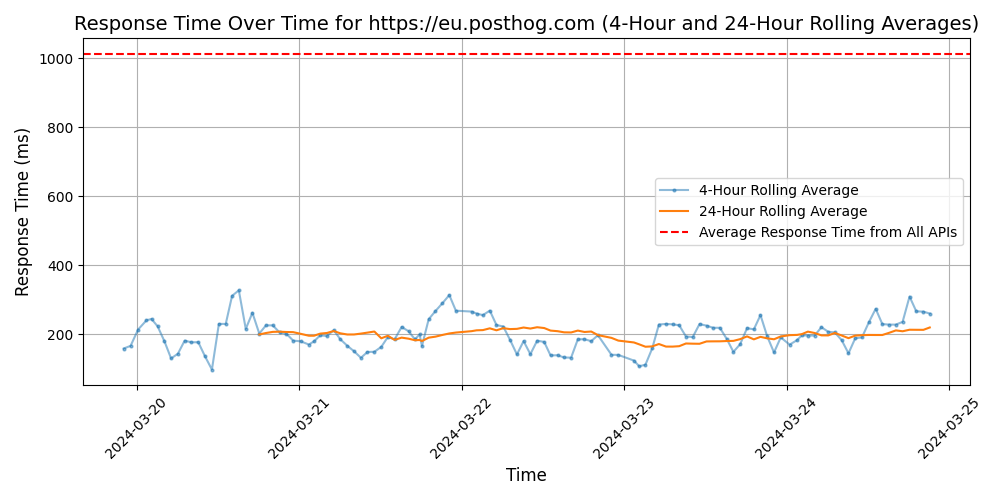 Response Time Over Time for https://eu.posthog.com (4-Hour and 24-Hour Rolling Averages)
Response Time (ms)
1000
800
600
400
200
4-Hour Rolling Average
24-Hour Rolling Average
Average Response Time from All APIs
2024-03-20
2024-03-21
2024-03-22
2024-03-23
2024-03-24
2024-03-25
Time